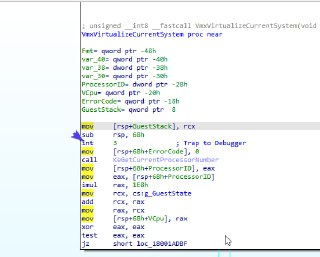 ; unsigned __int8 __fastcall VmxVirtualizeCurrentSystem(void
VmxVirtualizeCurrentSystem proc near
Fmt= qword ptr -48h
var_40= qword ptr -40h
var_38= qword ptr -38h
var_30= qword ptr -30h
ProcessorID= dword ptr -28h
VCpu= qword ptr -20h
ErrorCode= qword ptr -18h
GuestStack= qword ptr 8
mov [rsp+GuestStack], rcx
sub rsp, 68h
int 3 ; Trap to Debugger
mov [rsp+68h+ErrorCode], 0
call KeGetCurrentProcessorNumber
mov [rsp+68h+ProcessorID], eax
mov eax, [rsp+68h+ProcessorID]
imul rax, 1E8h
mov rcx, cs:g_GuestState
add rcx, rax
mov rax, rcx
mov [rsp+68h+VCpu], rax
xor eax, eax
test eax, eax
jz short loc_18001ADBF